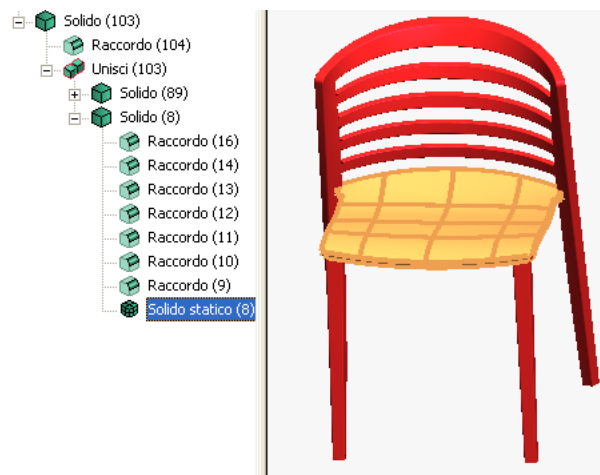 Solido (103)
Raccordo (104)
Unisci (103)
Solido (89)
Solido (8)
Raccordo (16)
Raccordo (14)
Raccordo (13)
Raccordo (12)
Raccordo (11)
Raccordo (10)
Raccordo (9)
Solido statico (8)